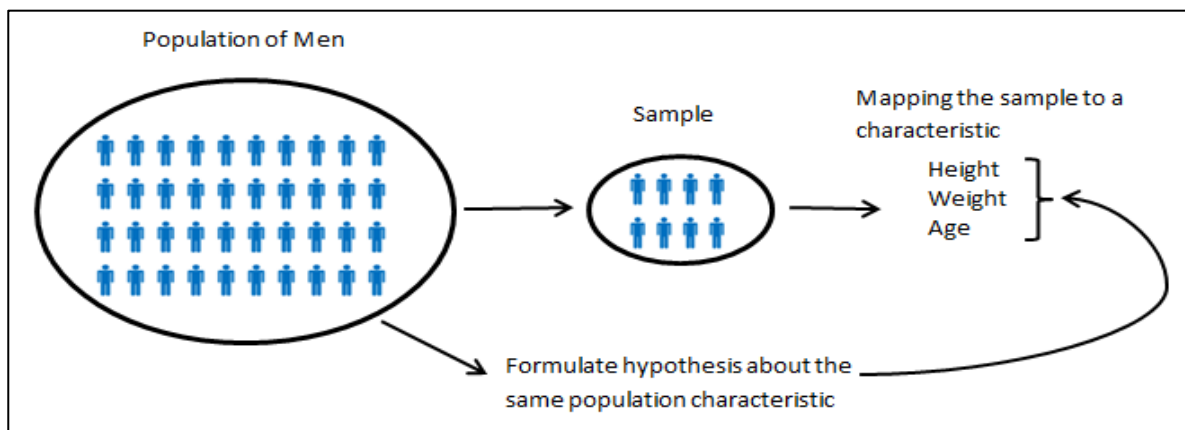 Population of Men
Sample
Mapping the sample to a
characteristic
Height
Weight
Age
Formulate hypothesis about the
same population characteristic